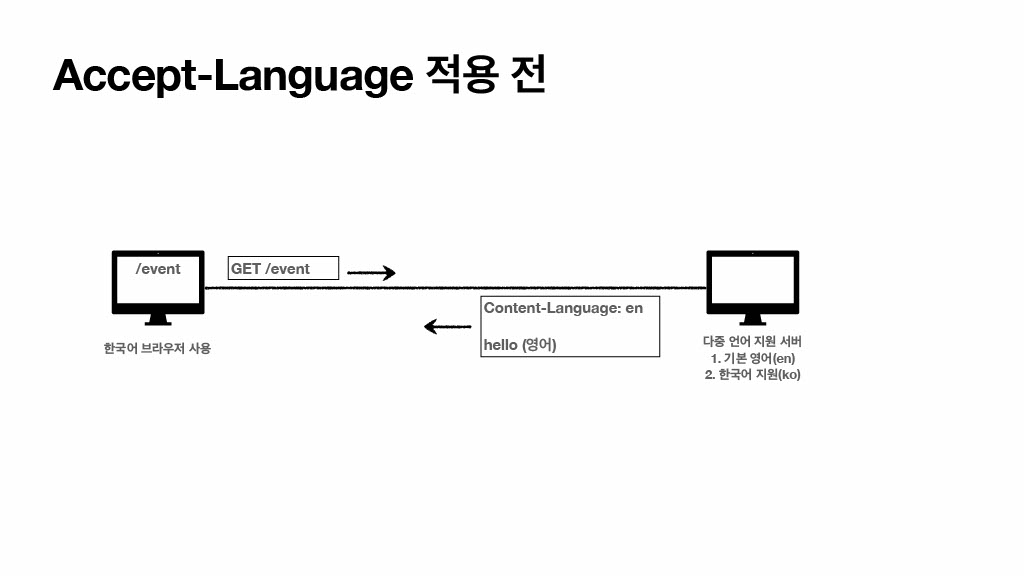 Accept-Language 적용 전
/event
GET /event
Content-Language: en
hello (영어)
한국어 브라우저 사용
다중 언어 지원 서버
1. 기본 영어(en)
2. 한국어 지원(ko)